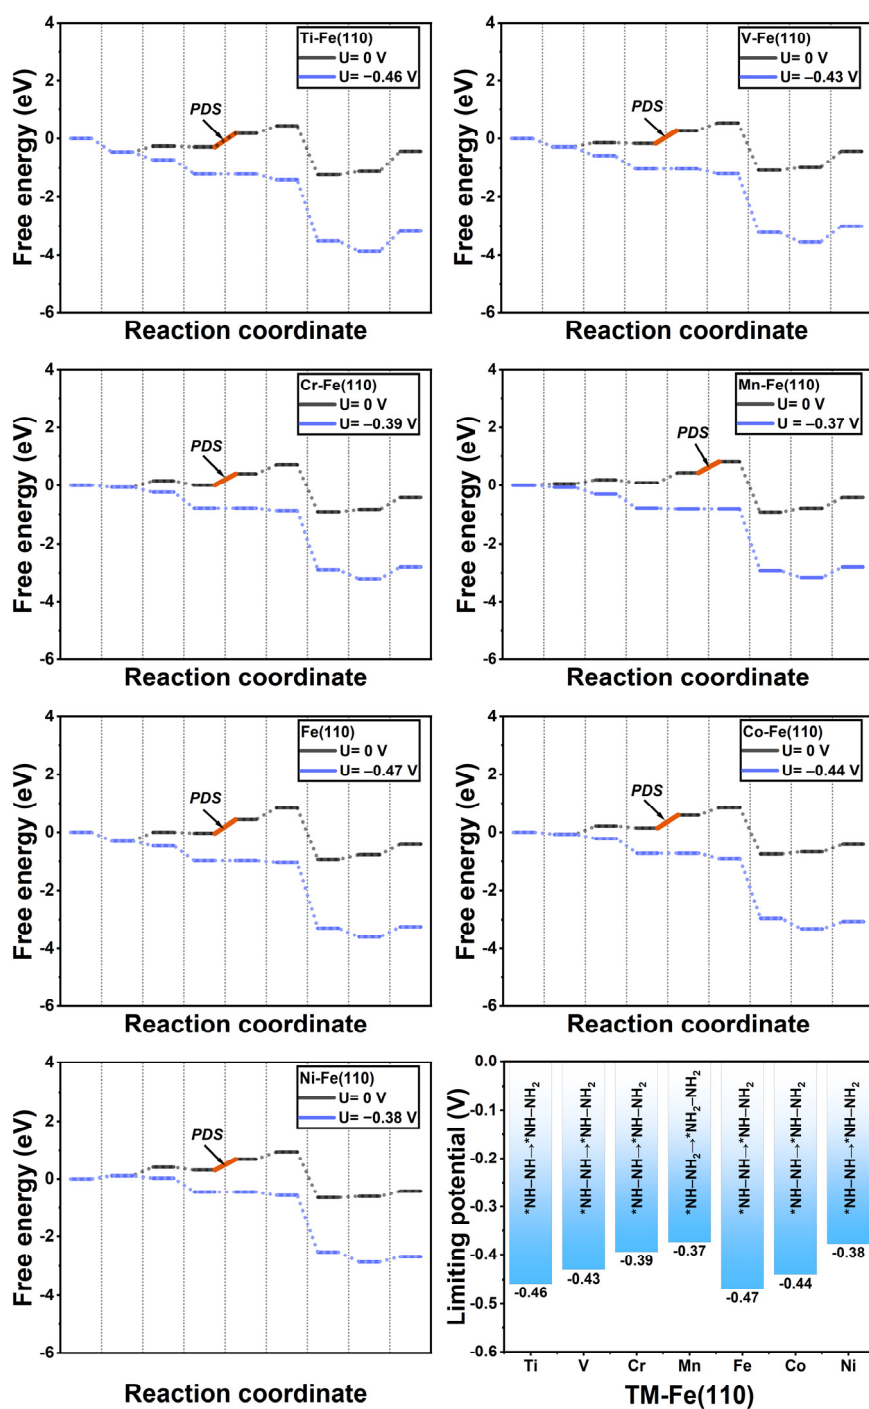 Ti-Fe(110)
U= 0 V
U= −0.46 V
PDS
4
2
0
-2
-4
-6
Free energy (eV)
Reaction coordinate
V-Fe(110)
U= 0 V
U= −0.43 V
PDS
4
2
0
-2
-4
-6
Free energy (eV)
Reaction coordinate
Cr-Fe(110)
U= 0 V
U= −0.39 V
PDS
4
2
0
-2
-4
-6
Free energy (eV)
Reaction coordinate
Mn-Fe(110)
U= 0 V
U = −0.37 V
PDS
4
2
0
-2
-4
-6
Free energy (eV)
Reaction coordinate
Fe(110)
U= 0 V
U= −0.47 V
PDS
4
2
0
-2
-4
-6
Free energy (eV)
Reaction coordinate
Co-Fe(110)
U= 0 V
U= −0.44 V
PDS
4
2
0
-2
-4
-6
Free energy (eV)
Reaction coordinate
Ni-Fe(110)
U= 0 V
U= −0.38 V
PDS
4
2
0
-2
-4
-6
Free energy (eV)
Reaction coordinate
0.0
-0.1
-0.2
-0.3
-0.4
-0.5
-0.6
Limiting potential (V)
*NH−NH→*NH−NH₂
*NH−NH→*NH−NH₂
*NH−NH→*NH−NH₂
*NH−NH₂→*NH₂−NH₂
*NH−NH→*NH−NH₂
*NH−NH→*NH−NH₂
*NH−NH→*NH−NH₂
-0.46
-0.43
-0.39
-0.37
-0.47
-0.44
-0.38
Ti V Cr Mn Fe Co Ni
TM-Fe(110)